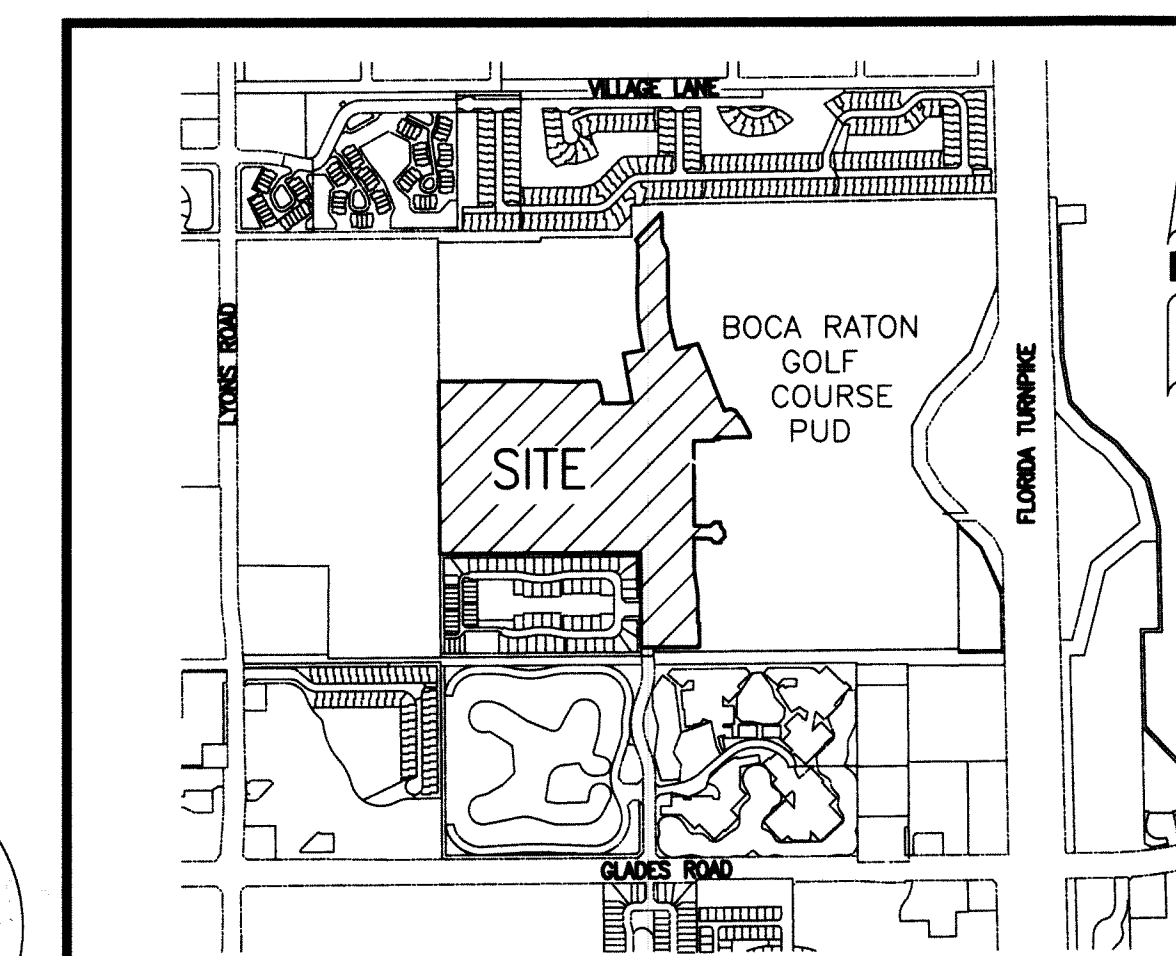 VILLAGE LANE
LYONS ROAD
BOCA RATON
GOLF
COURSE
PUD
FLORIDA TURNPIKE
SITE
GLADES ROAD